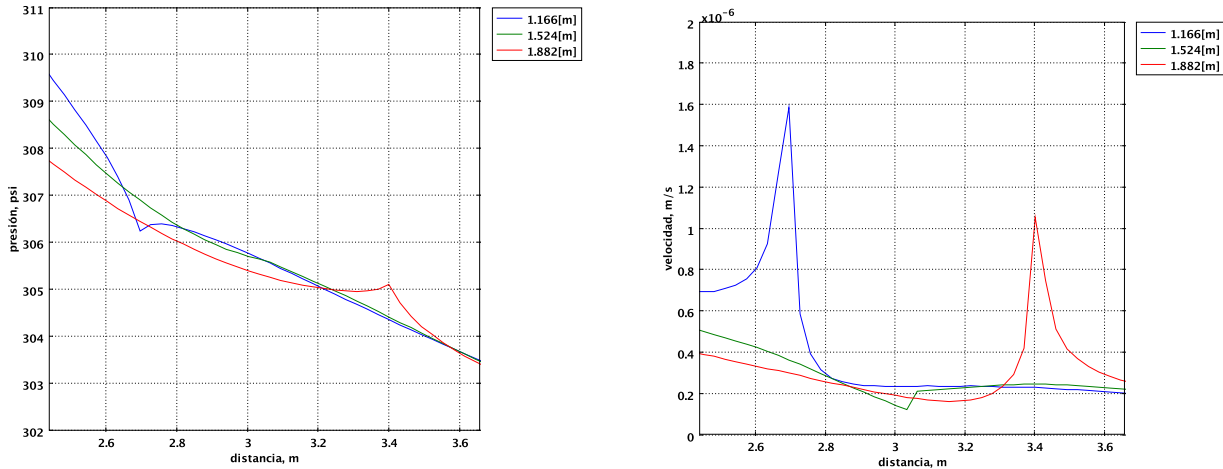 311
310
309
308
307
306
305
304
303
302
presión, psi
2.6 2.8 3 3.2 3.4 3.6
distancia, m
1.166[m]
1.524[m]
1.882[m]
x10^-6
2
1.8
1.6
1.4
1.2
1
0.8
0.6
0.4
0.2
0
velocidad, m/s
2.6 2.8 3 3.2 3.4 3.6
distancia, m
1.166[m]
1.524[m]
1.882[m]